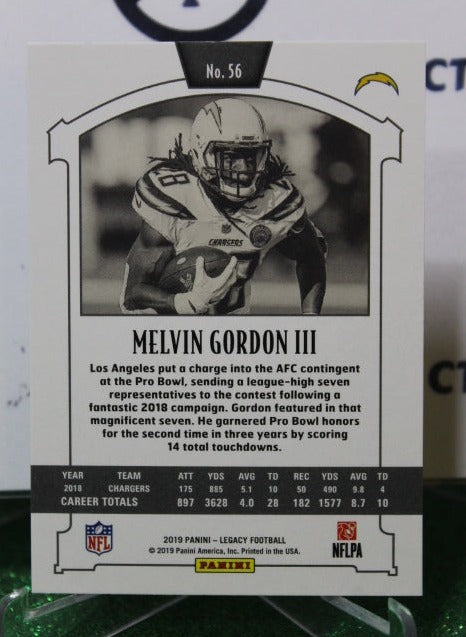 No. 56
CT
8
CHARGERS
CT
MELVIN GORDON III
Los Angeles put a charge into the AFC contingent
at the Pro Bowl, sending a league-high seven
representatives to the contest following a
fantastic 2018 campaign. Gordon featured in that
magnificent seven. He garnered Pro Bowl honors
for the second time in three years by scoring
14 total touchdowns.
YEAR TEAM ATT YDS AVG TD REC YDS AVG TD
2018 CHARGERS 175 885 5.1 10 50 490 9.8 4
CAREER TOTALS 897 3628 4.0 28 182 1577 8.7 10
NFL
2019 PANINI - LEGACY FOOTBALL
© 2019 Panini America, Inc. Printed in the USA.
PANINI
NFLPA